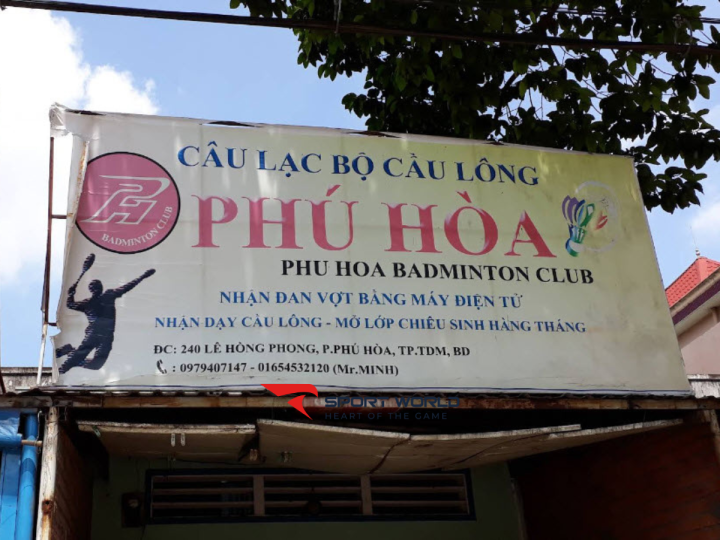 CÂU LẠC BỘ CẦU LÔNG
PH
BADMINTON CLUB
PHÚ HÒA
PHU HOA BADMINTON CLUB
NHẬN ĐAN VỢT BẰNG MÁY ĐIỆN TỬ
NHẬN DẠY CẦU LÔNG - MỞ LỚP CHIÊU SINH HÀNG THÁNG
ĐC: 240 LÊ HỒNG PHONG, P.PHÚ HÒA, TP.TDM, BD
: 0979407147 - 01654532120 (Mr.MINH)
SPORT WORLD
HEART OF THE GAME